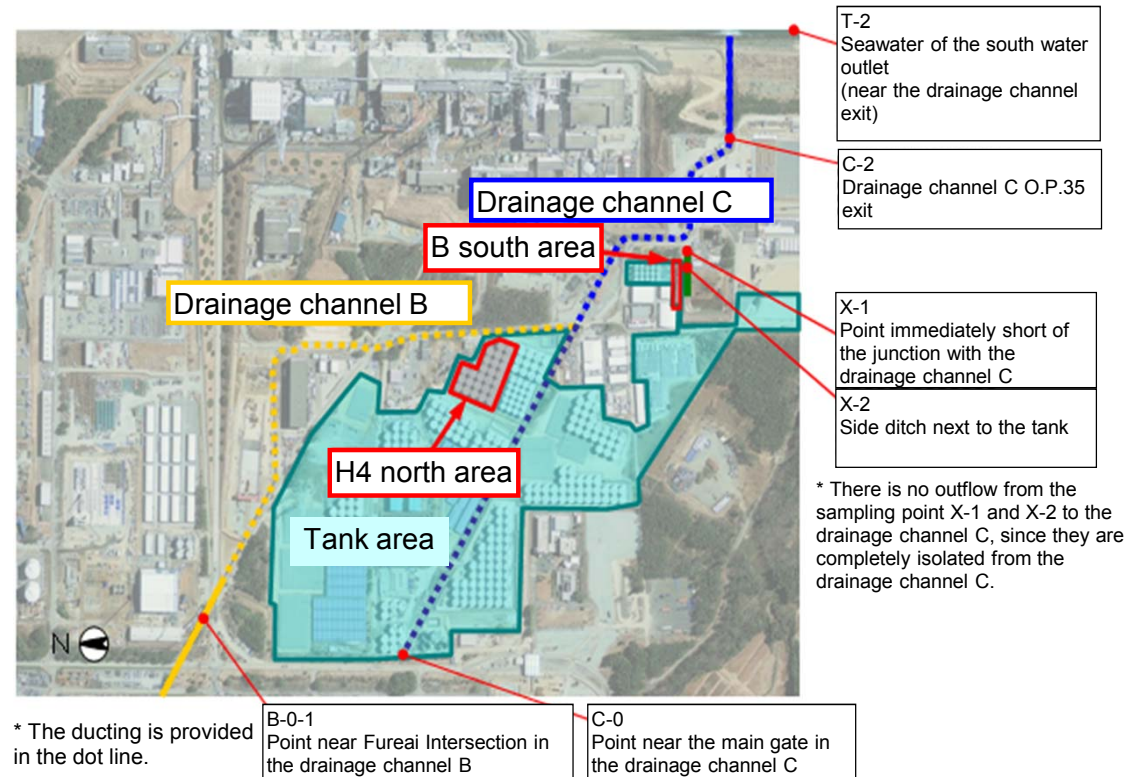 T-2
Seawater of the south water
outlet
(near the drainage channel
exit)
C-2
Drainage channel C O.P.35
exit
Drainage channel C
B south area
Drainage channel B
X-1
Point immediately short of
the junction with the
drainage channel C
X-2
Side ditch next to the tank
H4 north area
* There is no outflow from the
sampling point X-1 and X-2 to the
drainage channel C, since they are
completely isolated from the
drainage channel C.
Tank area
N
* The ducting is provided
in the dot line.
B-0-1
Point near Fureai Intersection in
the drainage channel B
C-0
Point near the main gate in
the drainage channel C